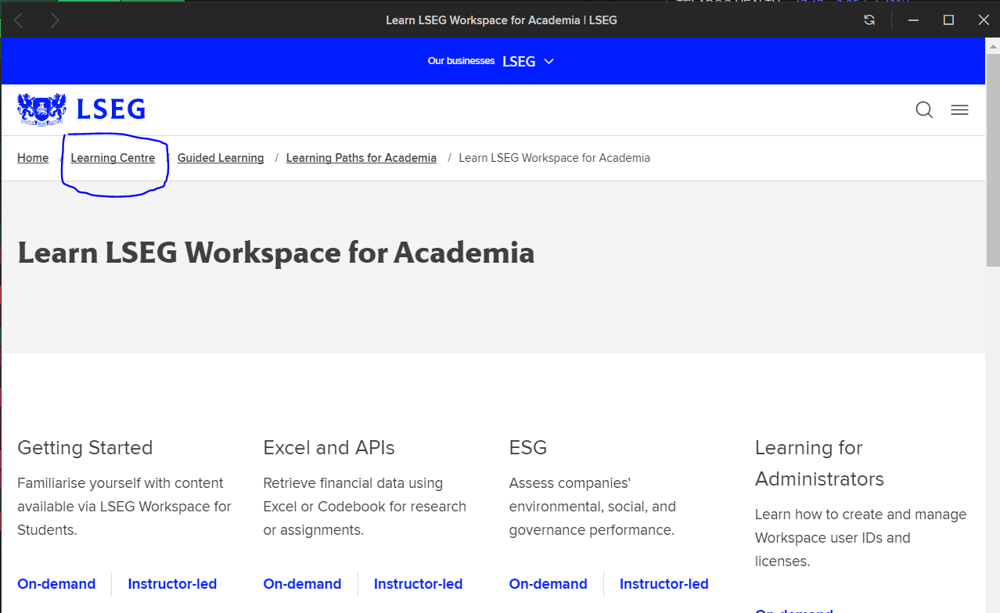 Learn LSEG Workspace for Academia | LSEG
Our businesses LSEG
LSEG
Home / Learning Centre / Guided Learning / Learning Paths for Academia / Learn LSEG Workspace for Academia
Learn LSEG Workspace for Academia
Getting Started
Familiarise yourself with content
available via LSEG Workspace for
Students.
On-demand
Instructor-led
Excel and APIs
Retrieve financial data using
Excel or Codebook for research
or assignments.
On-demand
Instructor-led
ESG
Assess companies'
environmental, social, and
governance performance.
On-demand
Instructor-led
Learning for
Administrators
Learn how to create and manage
Workspace user IDs and
licenses.
On-demand